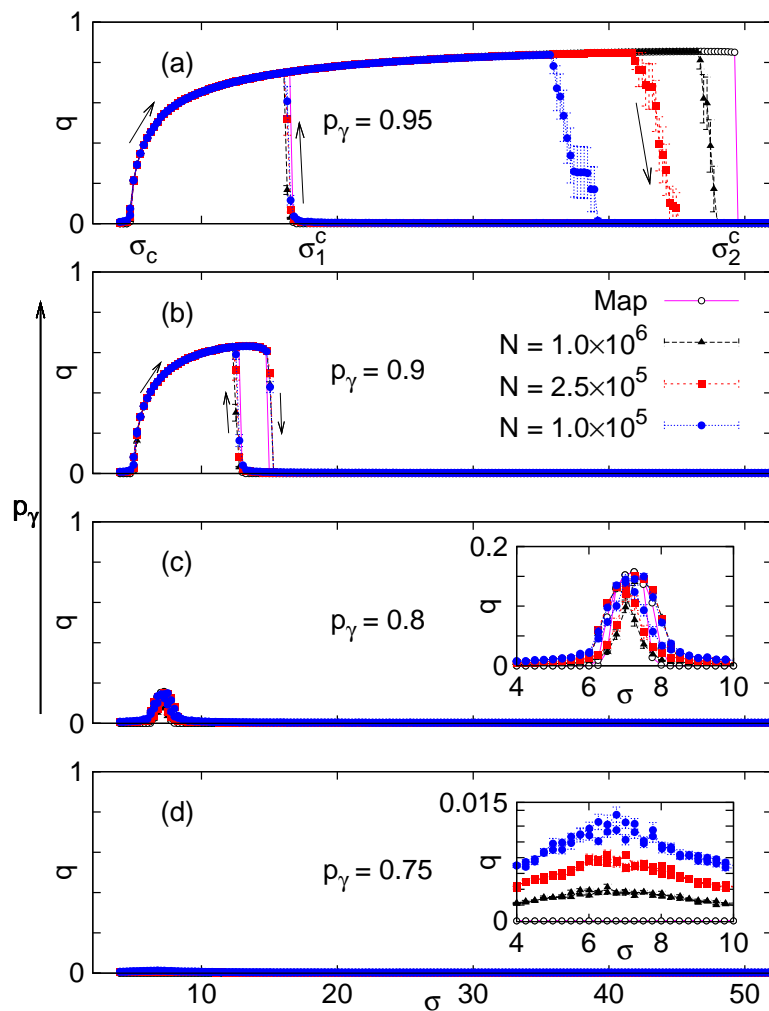 1
(a)
q
p_γ = 0.95
0
σ_c
σ_1^c
σ_2^c
1
(b)
Map
N = 1.0×10^6
q
p_γ = 0.9
N = 2.5×10^5
N = 1.0×10^5
0
p_γ
1
(c)
0.2
q
p_γ = 0.8
q
0
4 6 8 10
σ
0
1
(d)
0.015
q
p_γ = 0.75
q
0
4 6 8 10
σ
0
10 20 30 40 50
σ